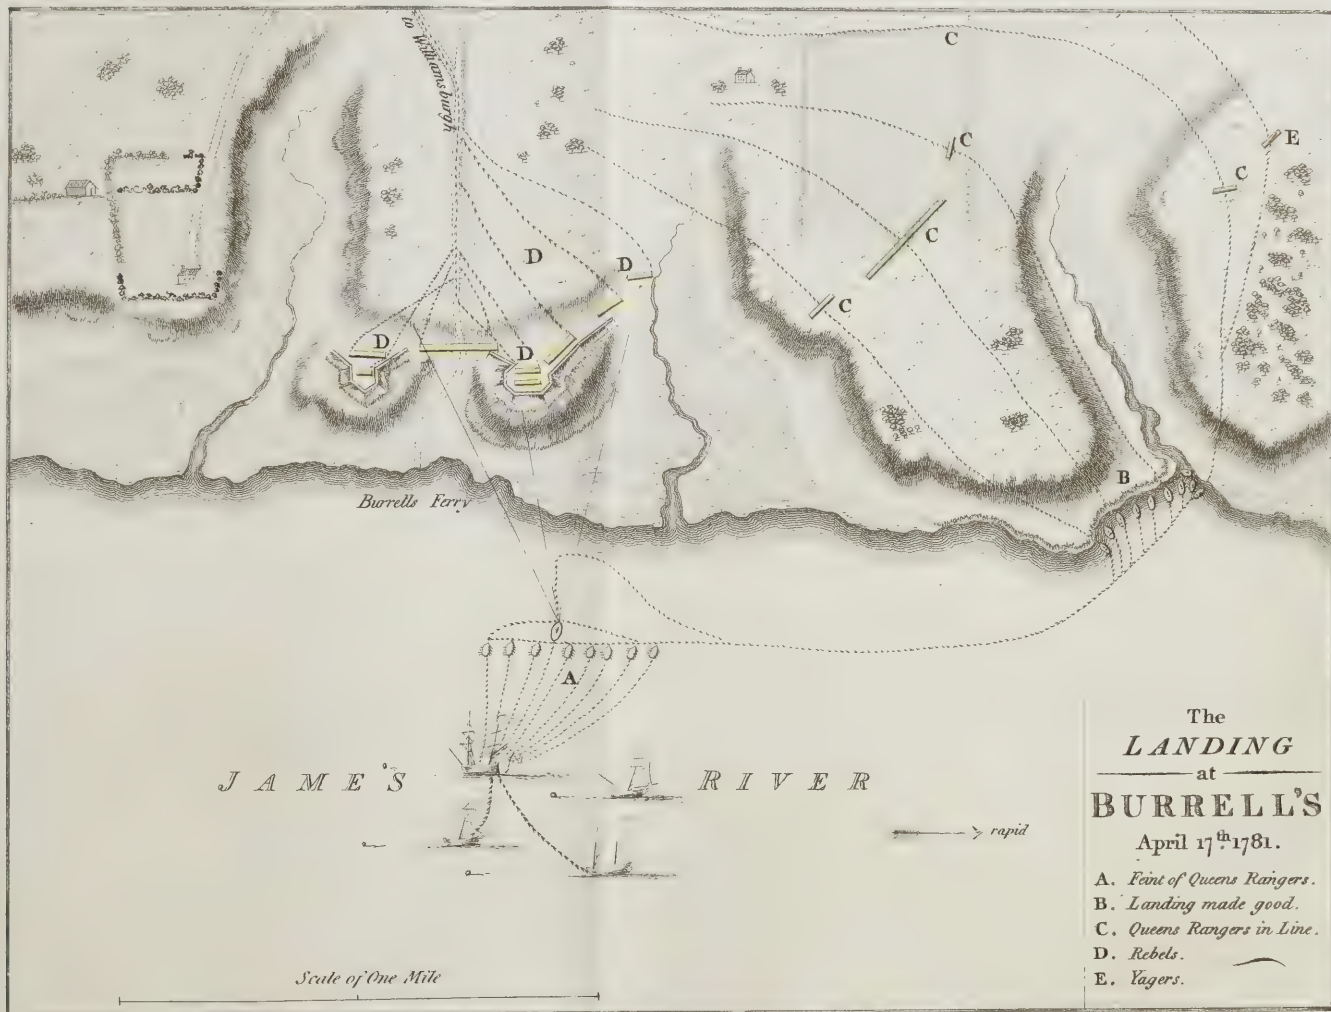 to Williamsburgh
C
C
E
C
C
C
D
D
D
D
B
Burrells Ferry
A
JAME'S RIVER
rapid
The
LANDING
at
BURRELL'S
April 17th 1781.
A. Feint of Queens Rangers.
B. Landing made good.
C. Queens Rangers in Line.
D. Rebels.
E. Yagers.
Scale of One Mile